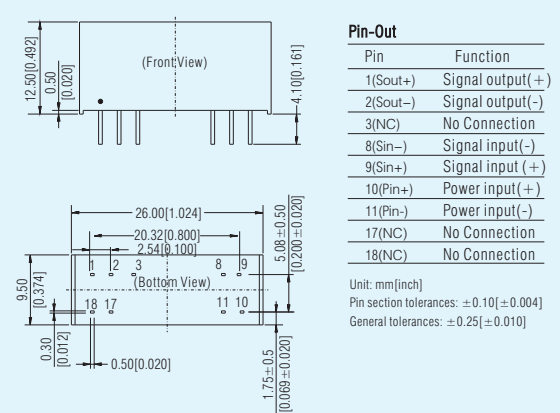 12.50[0.492]
0.50
[0.020]
(Front View)
4.10[0.161]
26.00[1.024]
20.32[0.800]
2.54[0.100]
5.08±0.50
[0.200±0.020]
1 2 3 8 9
(Bottom View)
18 17 11 10
9.50
[0.374]
0.30
[0.012]
0.50[0.020]
1.75±0.5
[0.069±0.020]
Pin-Out
Pin Function
1(Sout+) Signal output(+)
2(Sout−) Signal output(-)
3(NC) No Connection
8(Sin−) Signal input(-)
9(Sin+) Signal input (+)
10(Pin+) Power input(+)
11(Pin-) Power input(-)
17(NC) No Connection
18(NC) No Connection
Unit: mm[inch]
Pin section tolerances: ±0.10[±0.004]
General tolerances: ±0.25[±0.010]